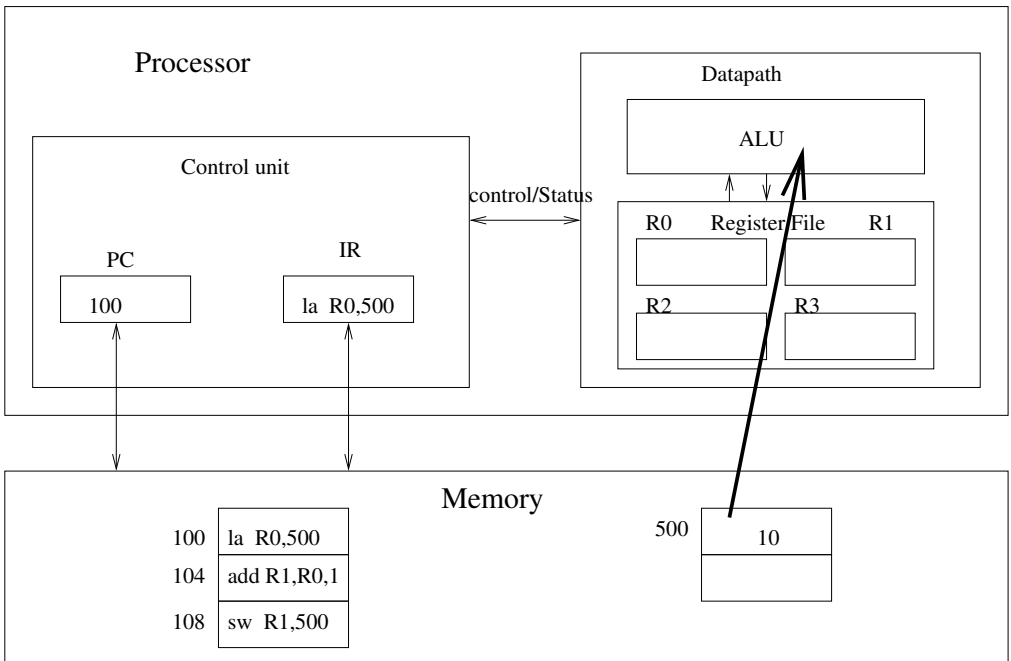 Processor
Datapath
ALU
Control unit
control/Status
R0 Register File R1
PC
IR
100
la R0,500
R2
R3
Memory
100 la R0,500
104 add R1,R0,1
108 sw R1,500
500 10